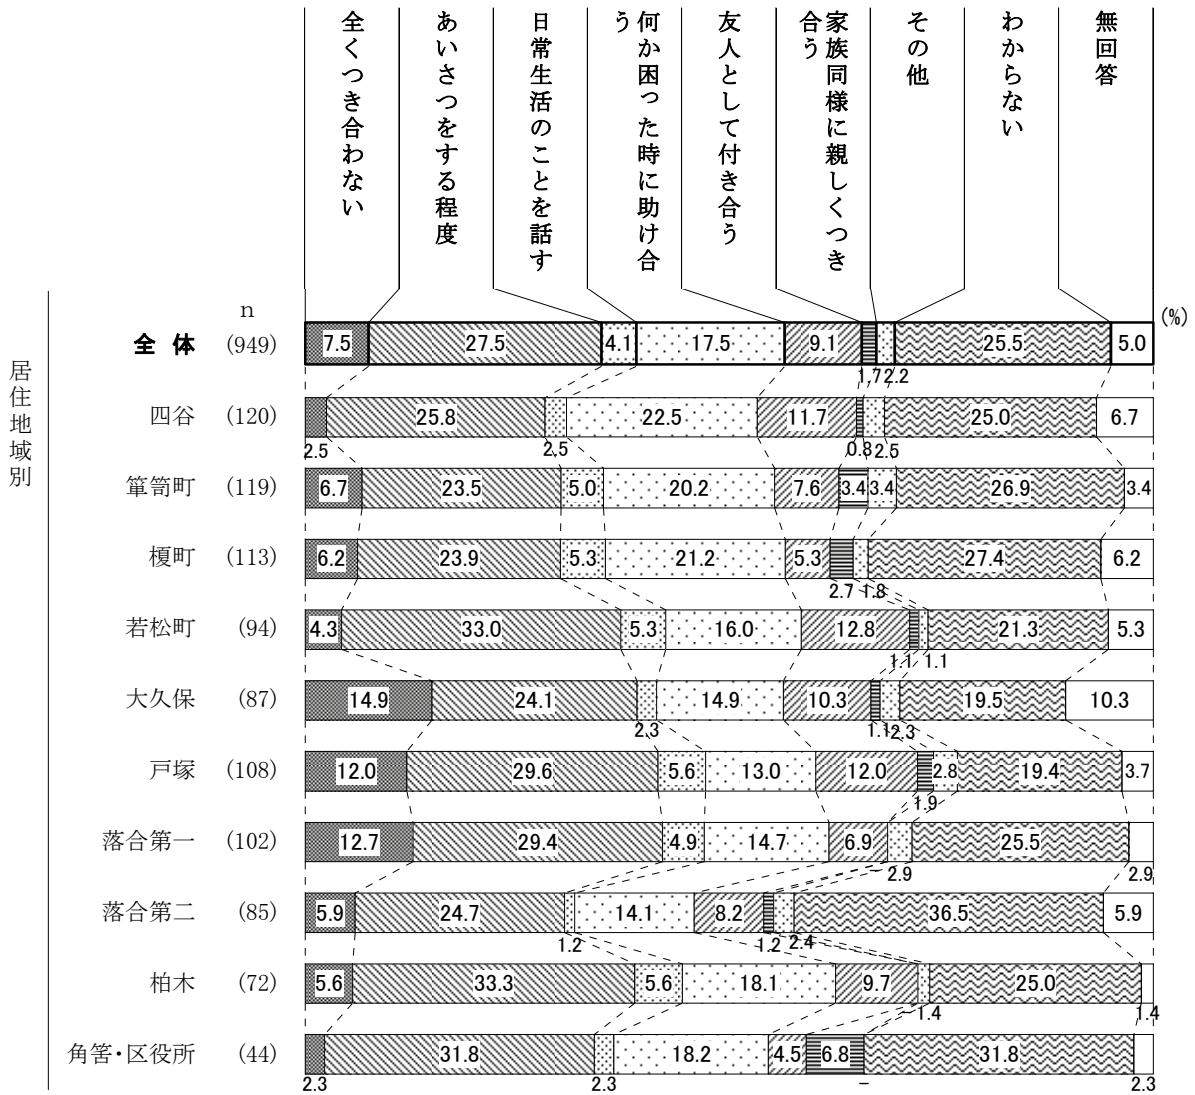 全くつき合わない
あいさつをする程度
日常生活のことを話す
何か困った時に助け合
う
友人として付き合う
家族同様に親しくつき
合う
その他
わからない
無回答
(%)
n
居住地域別
全 体 (949) 7.5 27.5 4.1 17.5 9.1 25.5 5.0
1.7 2.2
四谷 (120) 25.8 22.5 11.7 25.0 6.7
2.5 2.5 0.8 2.5
箪笥町 (119) 6.7 23.5 5.0 20.2 7.6 3.4 3.4 26.9 3.4
榎町 (113) 6.2 23.9 5.3 21.2 5.3 27.4 6.2
2.7 1.8
若松町 (94) 4.3 33.0 5.3 16.0 12.8 21.3 5.3
1.1 1.1
大久保 (87) 14.9 24.1 14.9 10.3 19.5 10.3
2.3 1.1 2.3
戸塚 (108) 12.0 29.6 5.6 13.0 12.0 2.8 19.4 3.7
1.9
落合第一 (102) 12.7 29.4 4.9 14.7 6.9 25.5
– 2.9 2.9
落合第二 (85) 5.9 24.7 14.1 8.2 36.5 5.9
1.2 1.2 2.4
柏木 (72) 5.6 33.3 5.6 18.1 9.7 25.0
– 1.4 1.4
角筈・区役所 (44) 31.8 18.2 4.5 6.8 31.8
2.3 2.3 – 2.3